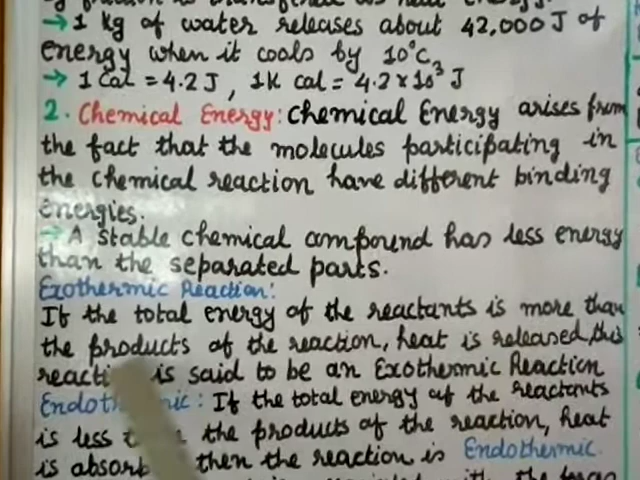 → 1 kg of water releases about 42,000 J of
energy when it cools by 10°C,
→ 1 Cal = 4.2 J, 1K cal = 4.2 x 10³ J
2. Chemical Energy: Chemical Energy arises from
the fact that the molecules participating in
the chemical reaction have different binding
energies.
→ A stable chemical compound has less energy
than the separated parts.
Exothermic Reaction:
If the total energy of the reactants is more than
the products of the reaction, heat is released, this
reacti is said to be an Exothermic Reaction
Endoth mic: If the total energy of the reactants
is less the products of the reaction, heat
is absorb then the reaction is Endothermic.